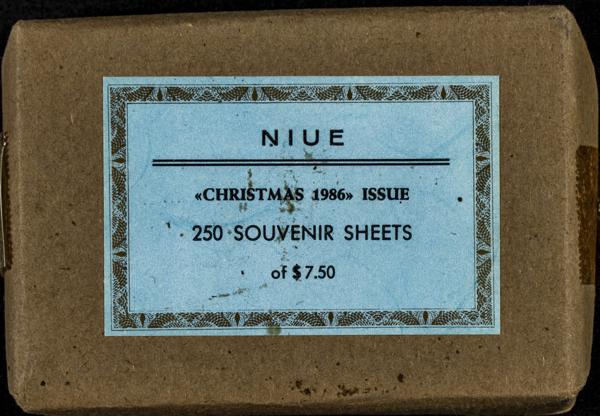 NIUE
«CHRISTMAS 1986» ISSUE
250 SOUVENIR SHEETS
of $7.50